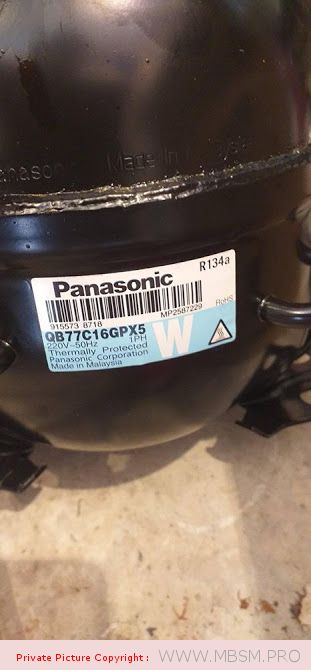 anason Made In
Panasonic
R134a
915573 8718
MP2587229
RoHS
QB77C16GPX5
220V~50Hz 1PH
Thermally Protected
Panasonic Corporation
Made in Malaysia
W
Private Picture Copyright : WWW.MBSM.PRO